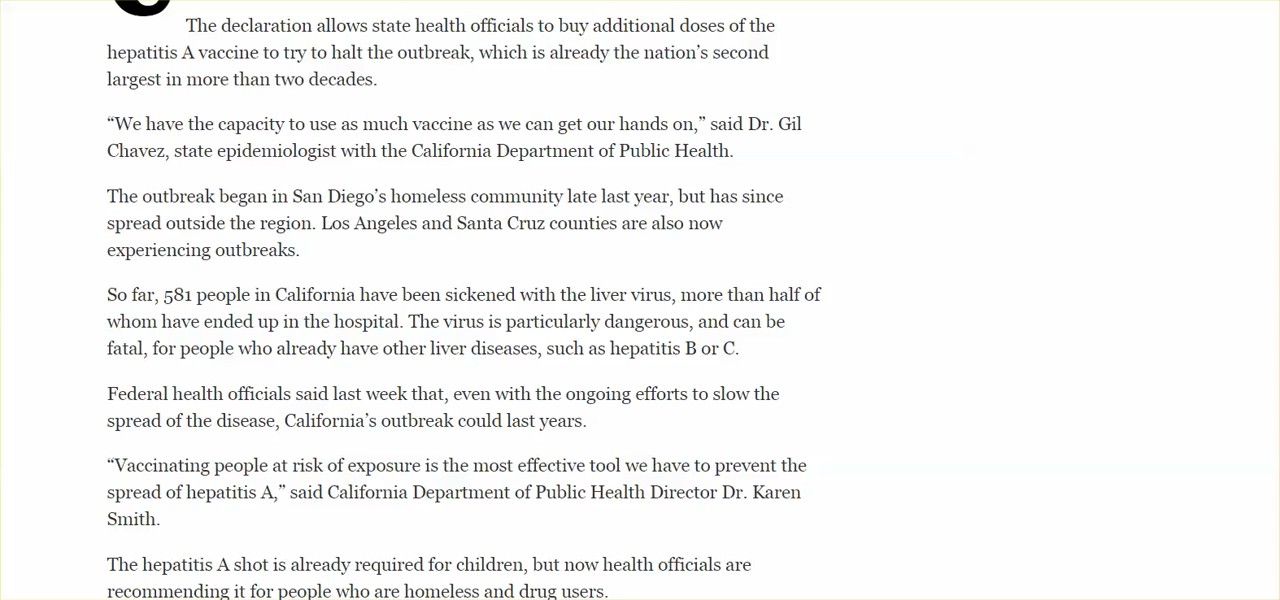 The declaration allows state health officials to buy additional doses of the
hepatitis A vaccine to try to halt the outbreak, which is already the nation’s second
largest in more than two decades.
“We have the capacity to use as much vaccine as we can get our hands on,” said Dr. Gil
Chavez, state epidemiologist with the California Department of Public Health.
The outbreak began in San Diego’s homeless community late last year, but has since
spread outside the region. Los Angeles and Santa Cruz counties are also now
experiencing outbreaks.
So far, 581 people in California have been sickened with the liver virus, more than half of
whom have ended up in the hospital. The virus is particularly dangerous, and can be
fatal, for people who already have other liver diseases, such as hepatitis B or C.
Federal health officials said last week that, even with the ongoing efforts to slow the
spread of the disease, California’s outbreak could last years.
“Vaccinating people at risk of exposure is the most effective tool we have to prevent the
spread of hepatitis A,” said California Department of Public Health Director Dr. Karen
Smith.
The hepatitis A shot is already required for children, but now health officials are
recommending it for people who are homeless and drug users.